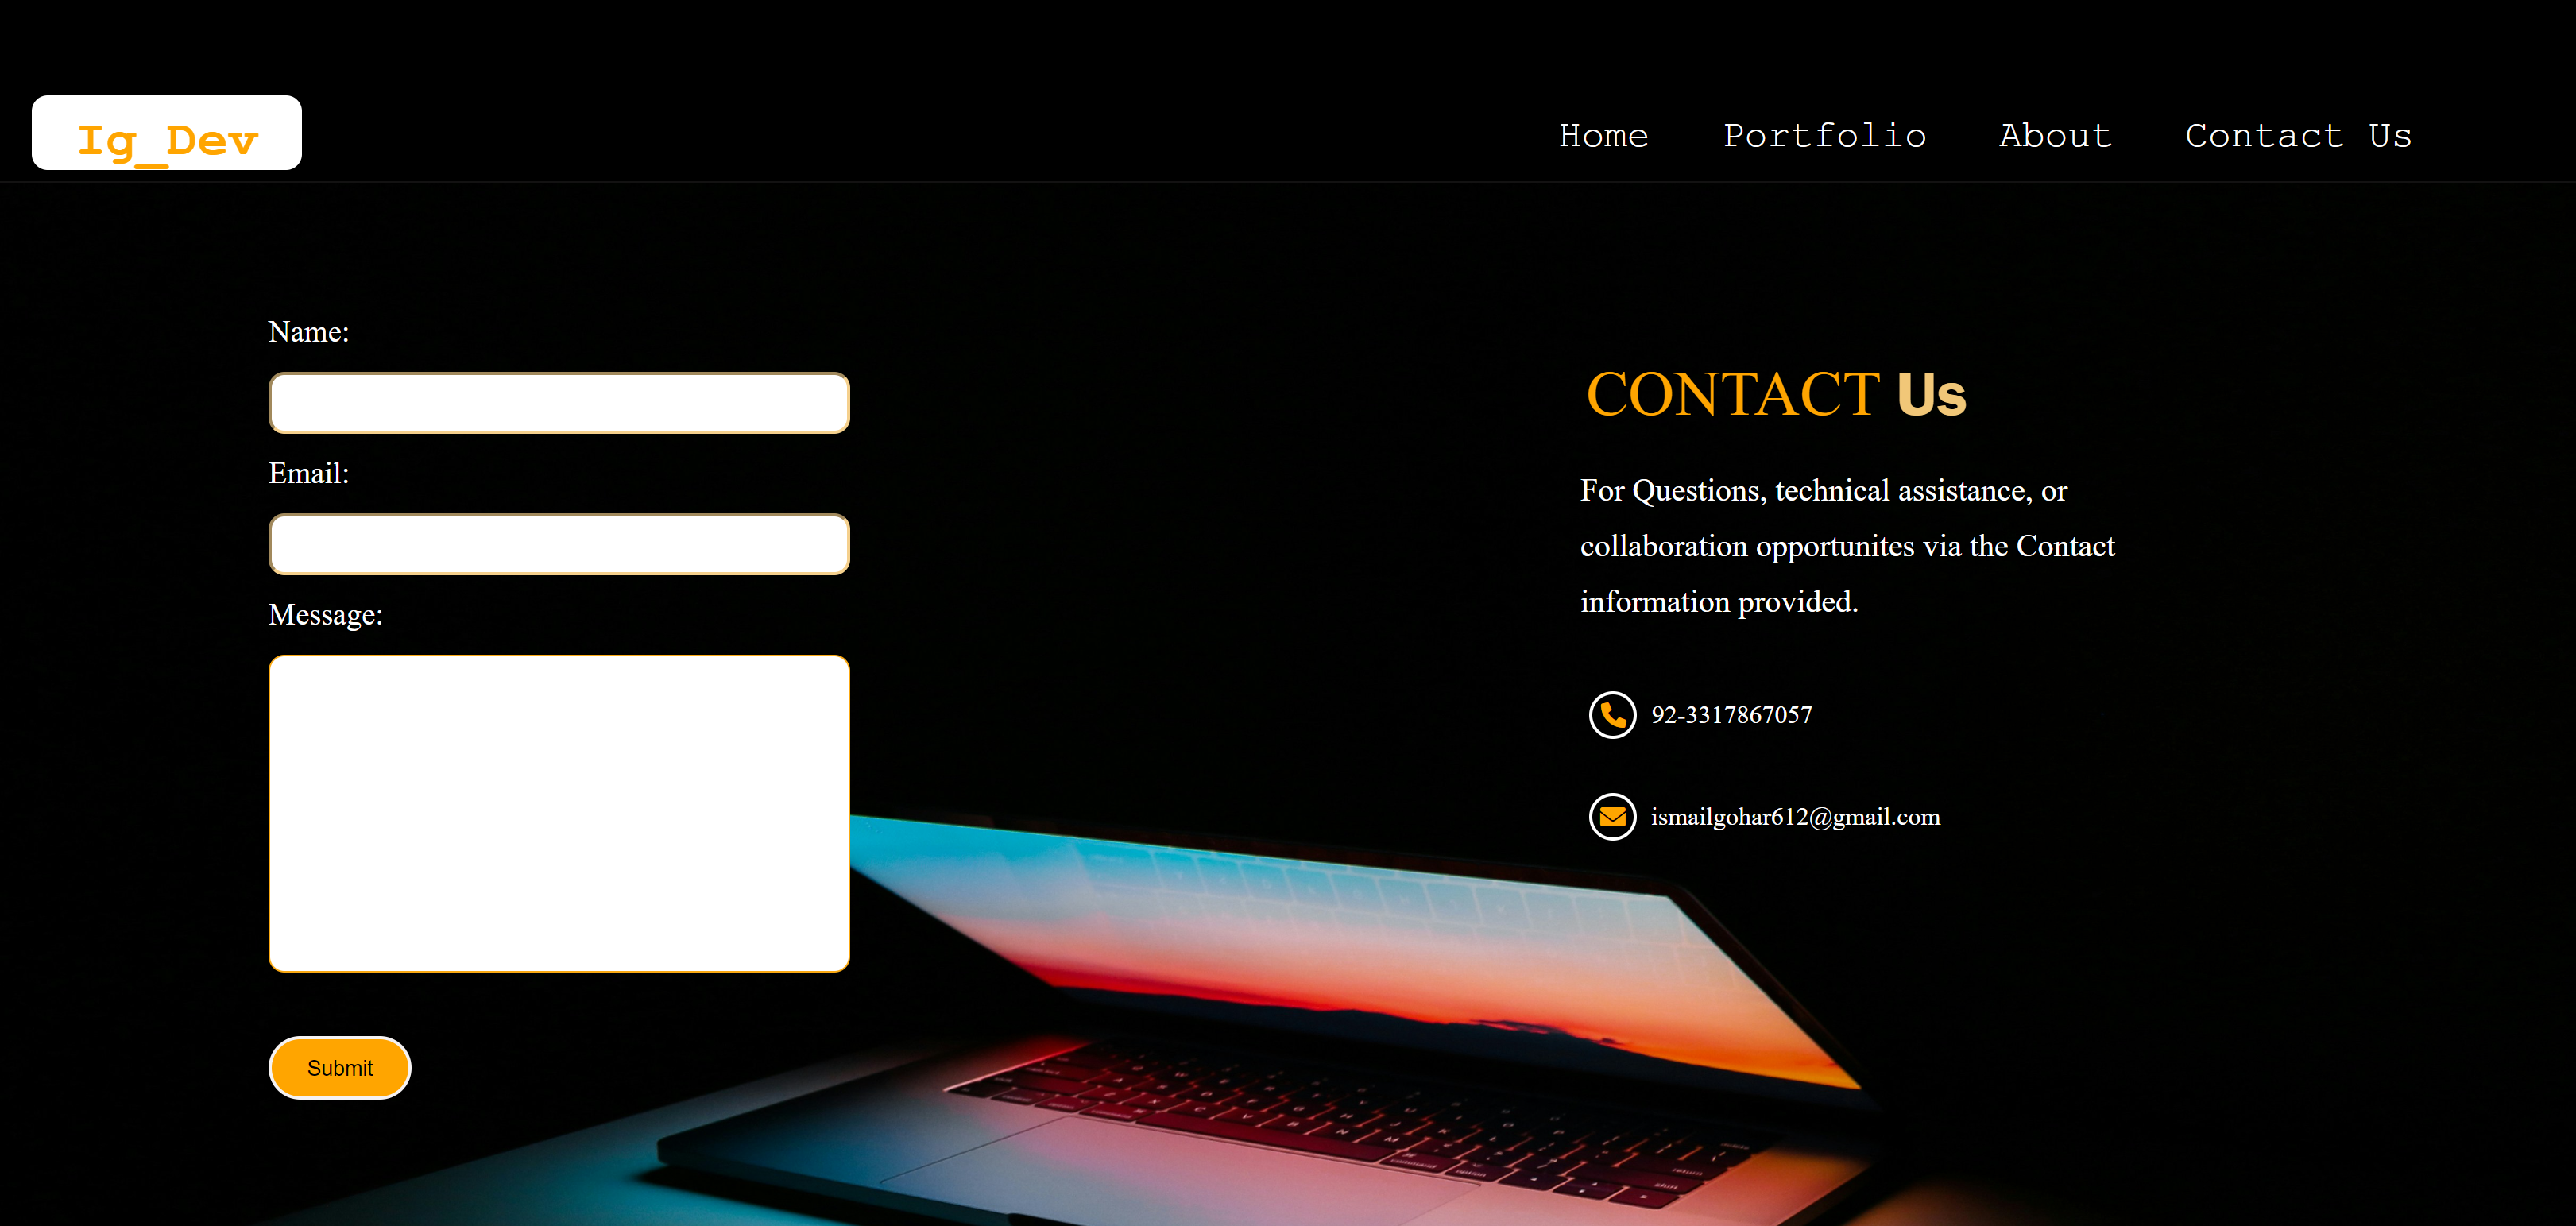 Ig_Dev
Home Portfolio About Contact Us
Name:
Email:
Message:
Submit
CONTACT Us
For Questions, technical assistance, or
collaboration opportunites via the Contact
information provided.
92-3317867057
ismailgohar612@gmail.com